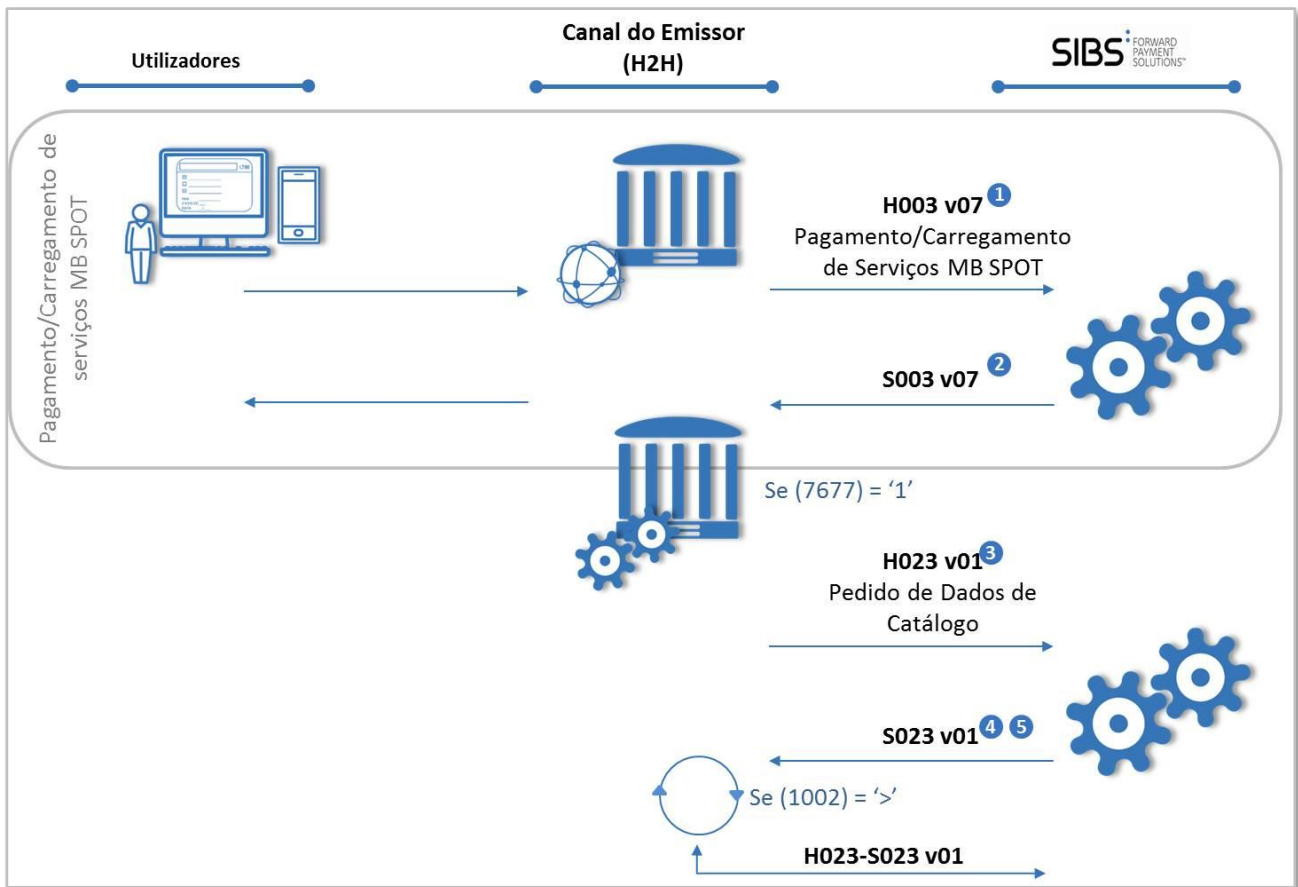 Utilizadores
Canal do Emissor
(H2H)
SIBS FORWARD
PAYMENT
SOLUTIONS™
Pagamento/Carregamento de
serviços MB SPOT
H003 v07 1
Pagamento/Carregamento
de Serviços MB SPOT
S003 v07 2
Se (7677) = ‘1’
H023 v01 3
Pedido de Dados de
Catálogo
S023 v01 4 5
Se (1002) = ‘>’
H023-S023 v01